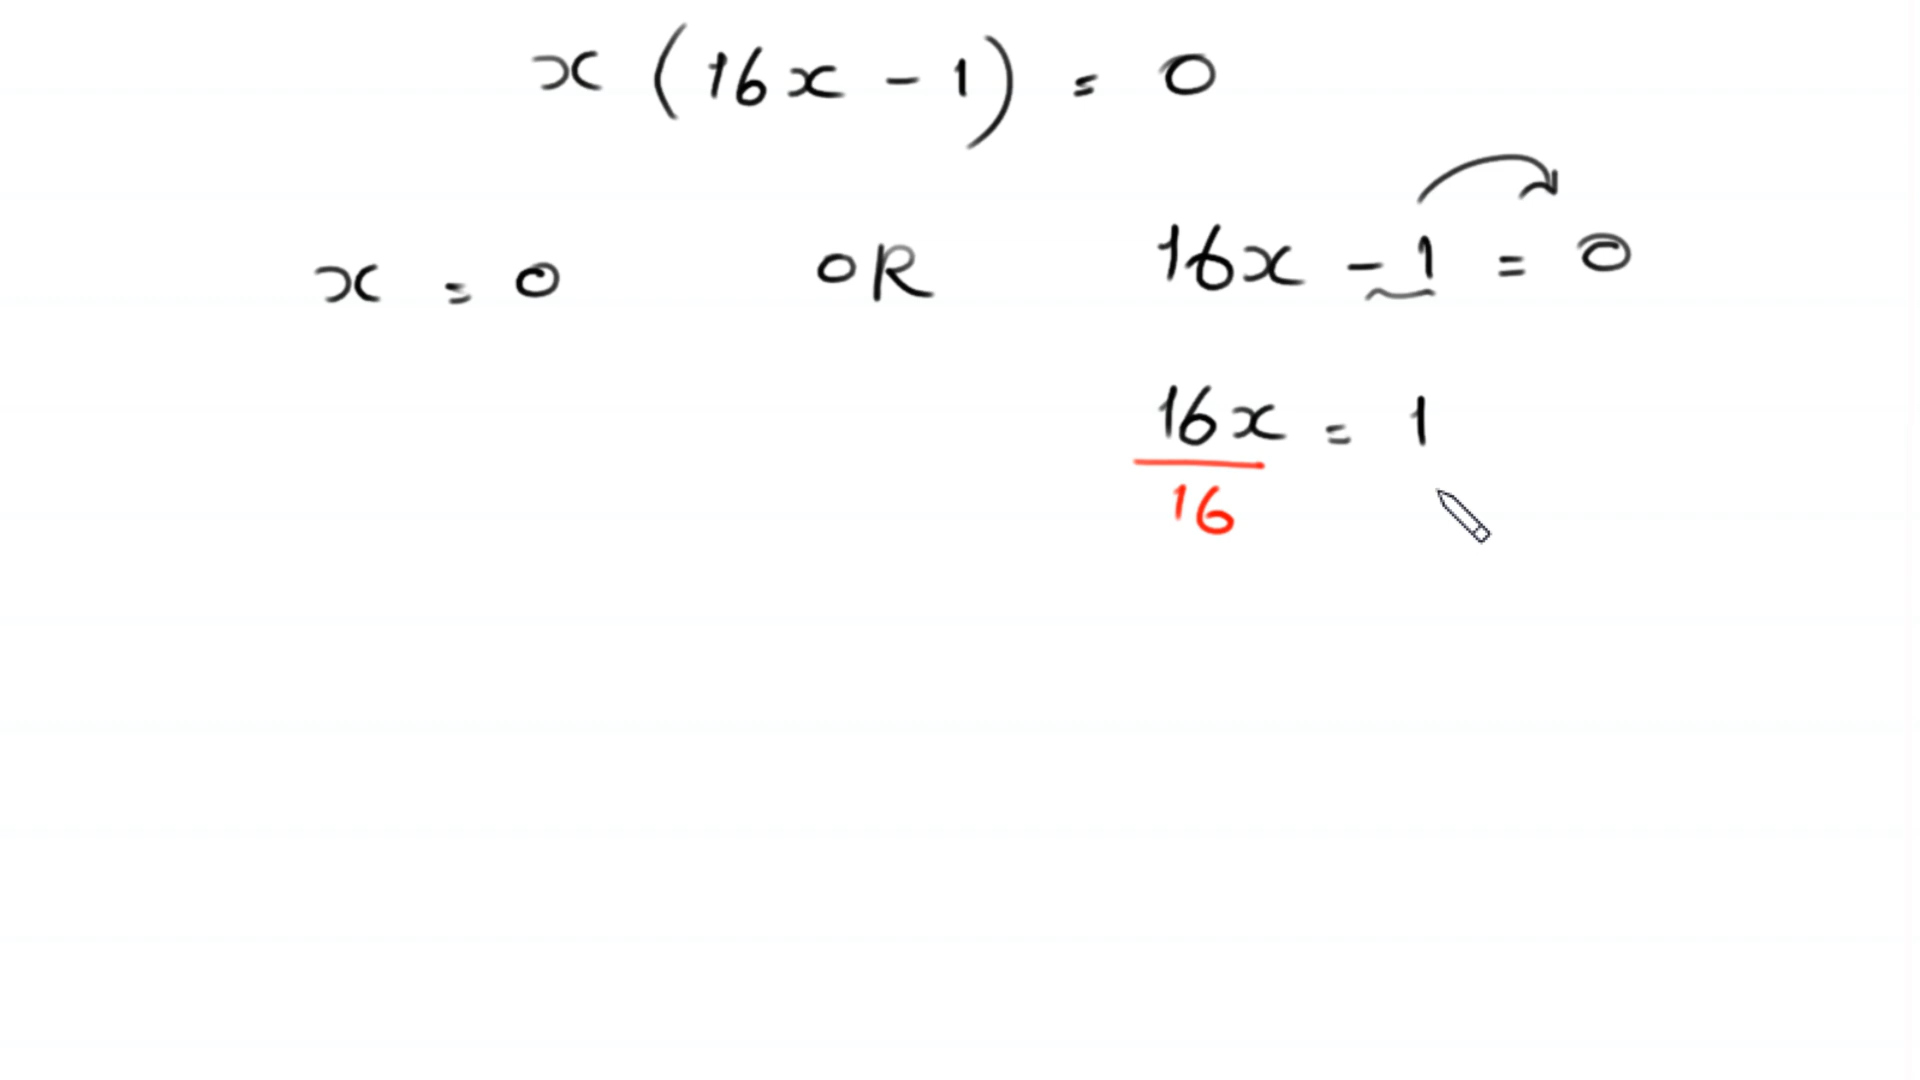 x (16x - 1) = 0
x = 0 OR 16x - 1 = 0
16x = 1
16